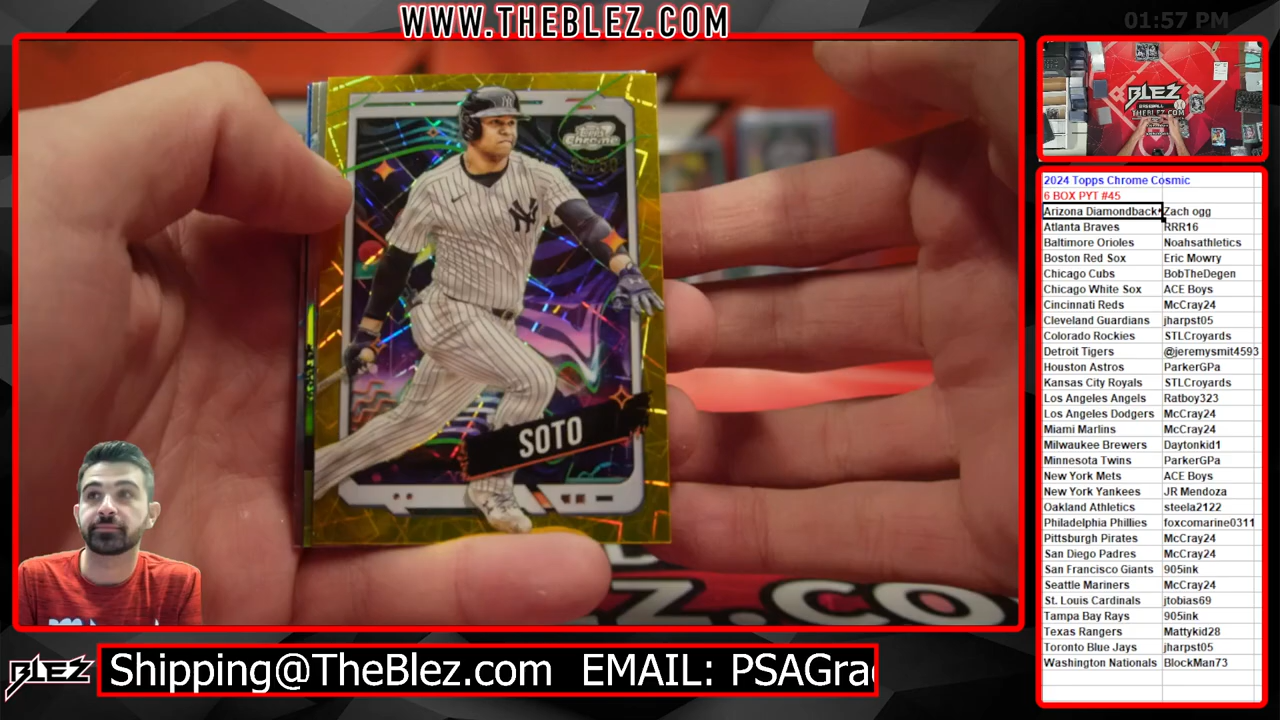 WWW.THEBLEZ.COM
01:57 PM
Chrome
NY
SOTO
BLEZ
BASEBALL
THEBLEZ.COM
2024 Topps Chrome Cosmic
6 BOX PYT #45
Arizona Diamondback Zach ogg
Atlanta Braves RRR16
Baltimore Orioles Noahsathletics
Boston Red Sox Eric Mowry
Chicago Cubs BobTheDegen
Chicago White Sox ACE Boys
Cincinnati Reds McCray24
Cleveland Guardians jharpst05
Colorado Rockies STLCroyards
Detroit Tigers @jeremysmit4593
Houston Astros ParkerGPa
Kansas City Royals STLCroyards
Los Angeles Angels Ratboy323
Los Angeles Dodgers McCray24
Miami Marlins McCray24
Milwaukee Brewers Daytonkid1
Minnesota Twins ParkerGPa
New York Mets ACE Boys
New York Yankees JR Mendoza
Oakland Athletics steela2122
Philadelphia Phillies foxcomarine0311
Pittsburgh Pirates McCray24
San Diego Padres McCray24
San Francisco Giants 905ink
Seattle Mariners McCray24
St. Louis Cardinals jtobias69
Tampa Bay Rays 905ink
Texas Rangers Mattykid28
Toronto Blue Jays jharpst05
Washington Nationals BlockMan73
BLEZ
Shipping@TheBlez.com EMAIL: PSAGra